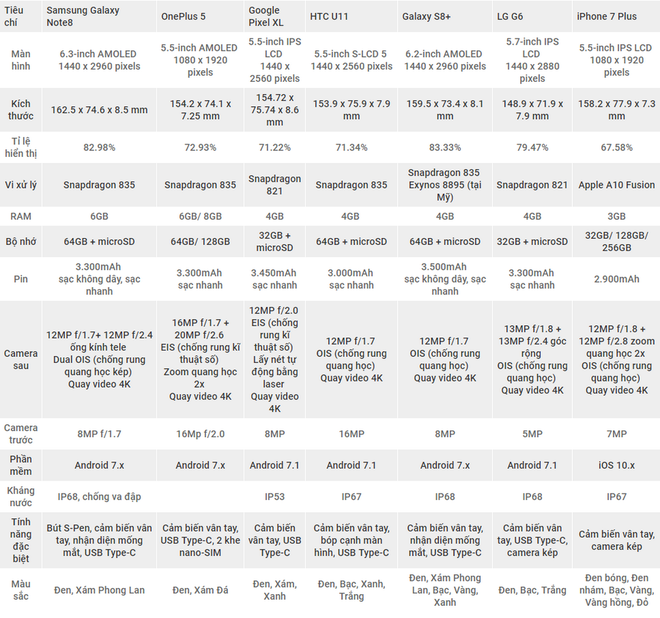 Tiêu chí
Samsung Galaxy Note8
OnePlus 5
Google Pixel XL
HTC U11
Galaxy S8+
LG G6
iPhone 7 Plus
Màn hình
6.3-inch AMOLED
1440 x 2960 pixels
5.5-inch AMOLED
1080 x 1920
pixels
5.5-inch IPS
LCD
1440 x
2560 pixels
5.5-inch S-LCD 5
1440 x 2560 pixels
6.2-inch AMOLED
1440 x 2960 pixels
5.7-inch IPS
LCD
1440 x 2880
pixels
5.5-inch IPS LCD
1080 x 1920
pixels
Kích thước
162.5 x 74.6 x 8.5 mm
154.2 x 74.1 x
7.25 mm
154.72 x
75.74 x 8.6
mm
153.9 x 75.9 x 7.9
mm
159.5 x 73.4 x 8.1
mm
148.9 x 71.9 x
7.9 mm
158.2 x 77.9 x 7.3
mm
Tỉ lệ hiển thị
82.98%
72.93%
71.22%
71.34%
83.33%
79.47%
67.58%
Vi xử lý
Snapdragon 835
Snapdragon 835
Snapdragon
821
Snapdragon 835
Snapdragon 835
Exynos 8895 (tại
Mỹ)
Snapdragon 821
Apple A10 Fusion
RAM
6GB
6GB/ 8GB
4GB
4GB
4GB
4GB
3GB
Bộ nhớ
64GB + microSD
64GB/ 128GB
32GB +
microSD
64GB + microSD
64GB + microSD
32GB + microSD
32GB/ 128GB/
256GB
Pin
3.300mAh
sạc không dây, sạc
nhanh
3.300mAh
sạc nhanh
3.450mAh
sạc nhanh
3.000mAh
sạc nhanh
3.500mAh
sạc không dây, sạc
nhanh
3.300mAh
sạc nhanh
2.900mAh
Camera sau
12MP f/1.7+ 12MP f/2.4
ống kính tele
Dual OIS (chống rung
quang học kép)
Quay video 4K
16MP f/1.7 +
20MP f/2.6
EIS (chống
rung kĩ
thuật số)
Zoom quang học
2x
Quay video 4K
12MP f/2.0
EIS (chống
rung kĩ
thuật số)
Lấy nét tự
động bằng
laser
Quay video
4K
12MP f/1.7
OIS (chống rung
quang học)
Quay video 4K
12MP f/1.7
OIS (chống rung
quang học)
Quay video 4K
13MP f/1.8 +
13MP f/2.4 góc
rộng
OIS (chống rung
quang học)
Quay video 4K
12MP f/1.8 +
12MP f/2.8 zoom
quang học 2x
OIS (chống rung
quang học)
Quay video 4K
Camera trước
8MP f/1.7
16Mp f/2.0
8MP
16MP
8MP
5MP
7MP
Phần mềm
Android 7.x
Android 7.x
Android 7.1
Android 7.1
Android 7.x
Android 7.1
iOS 10.x
Kháng nước
IP68, chống va đập
IP53
IP67
IP68
IP68
IP67
Tính năng đặc biệt
Bút S-Pen, cảm biến vân
tay, nhận diện mống
mắt, USB Type-C
Cảm biến vân tay,
USB Type-C, 2 khe
nano-SIM
Cảm biến
vân tay, USB
Type-C
Cảm biến vân tay,
bóp cạnh màn
hình, USB Type-C
Cảm biến vân tay,
nhận diện mống
mắt, USB Type-C
Cảm biến vân
tay, USB Type-C,
camera kép
Cảm biến vân tay,
camera kép
Màu sắc
Đen, Xám Phong Lan
Đen, Xám Đá
Đen, Xám,
Xanh
Đen, Bạc, Xanh,
Trắng
Đen, Xám Phong
Lan, Bạc, Vàng,
Xanh
Đen, Bạc, Trắng
Đen bóng, Đen
nhám, Bạc, Vàng,
Vàng hồng, Đỏ